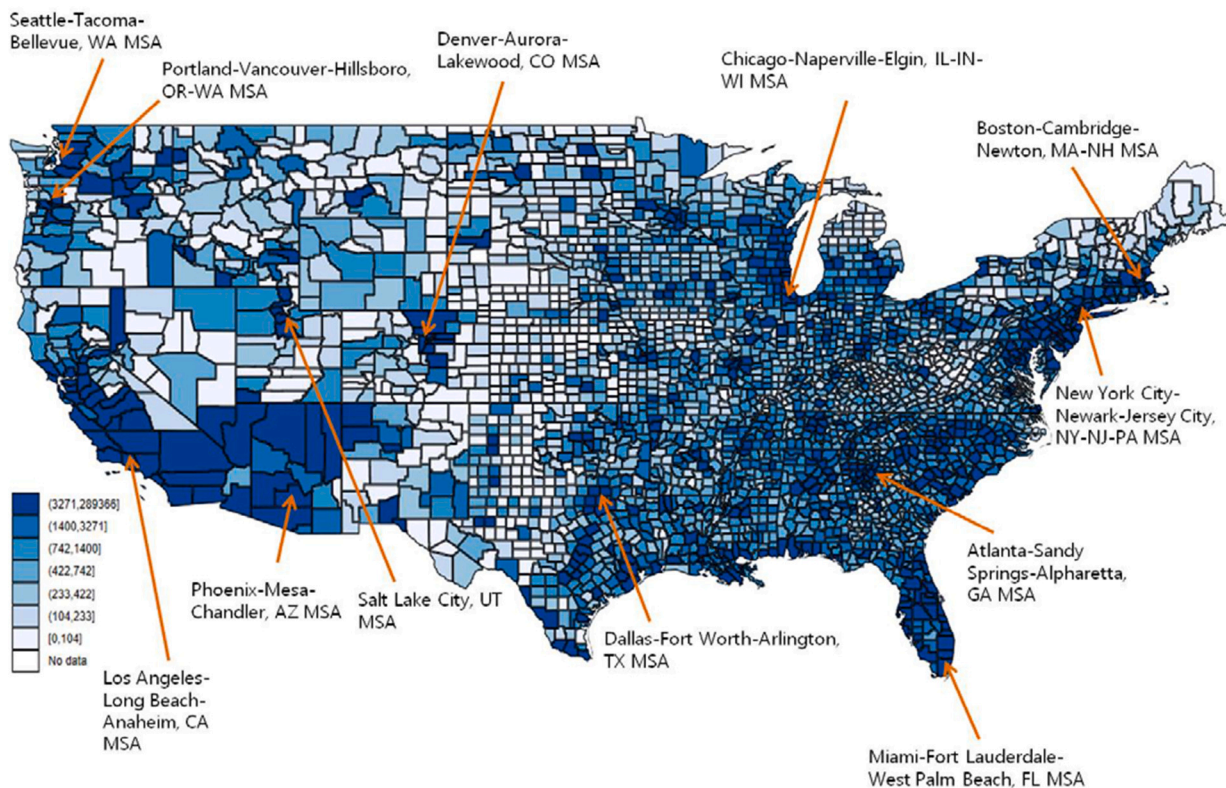 Seattle-Tacoma-
Bellevue, WA MSA
Portland-Vancouver-Hillsboro,
OR-WA MSA
Denver-Aurora-
Lakewood, CO MSA
Chicago-Naperville-Elgin, IL-IN-
WI MSA
Boston-Cambridge-
Newton, MA-NH MSA
New York City-
Newark-Jersey City,
NY-NJ-PA MSA
(3271,289366]
(1400,3271]
(742,1400]
(422,742]
(233,422]
(104,233]
[0,104]
No data
Phoenix-Mesa-
Chandler, AZ MSA
Salt Lake City, UT
MSA
Dallas-Fort Worth-Arlington,
TX MSA
Atlanta-Sandy
Springs-Alpharetta,
GA MSA
Los Angeles-
Long Beach-
Anaheim, CA
MSA
Miami-Fort Lauderdale-
West Palm Beach, FL MSA